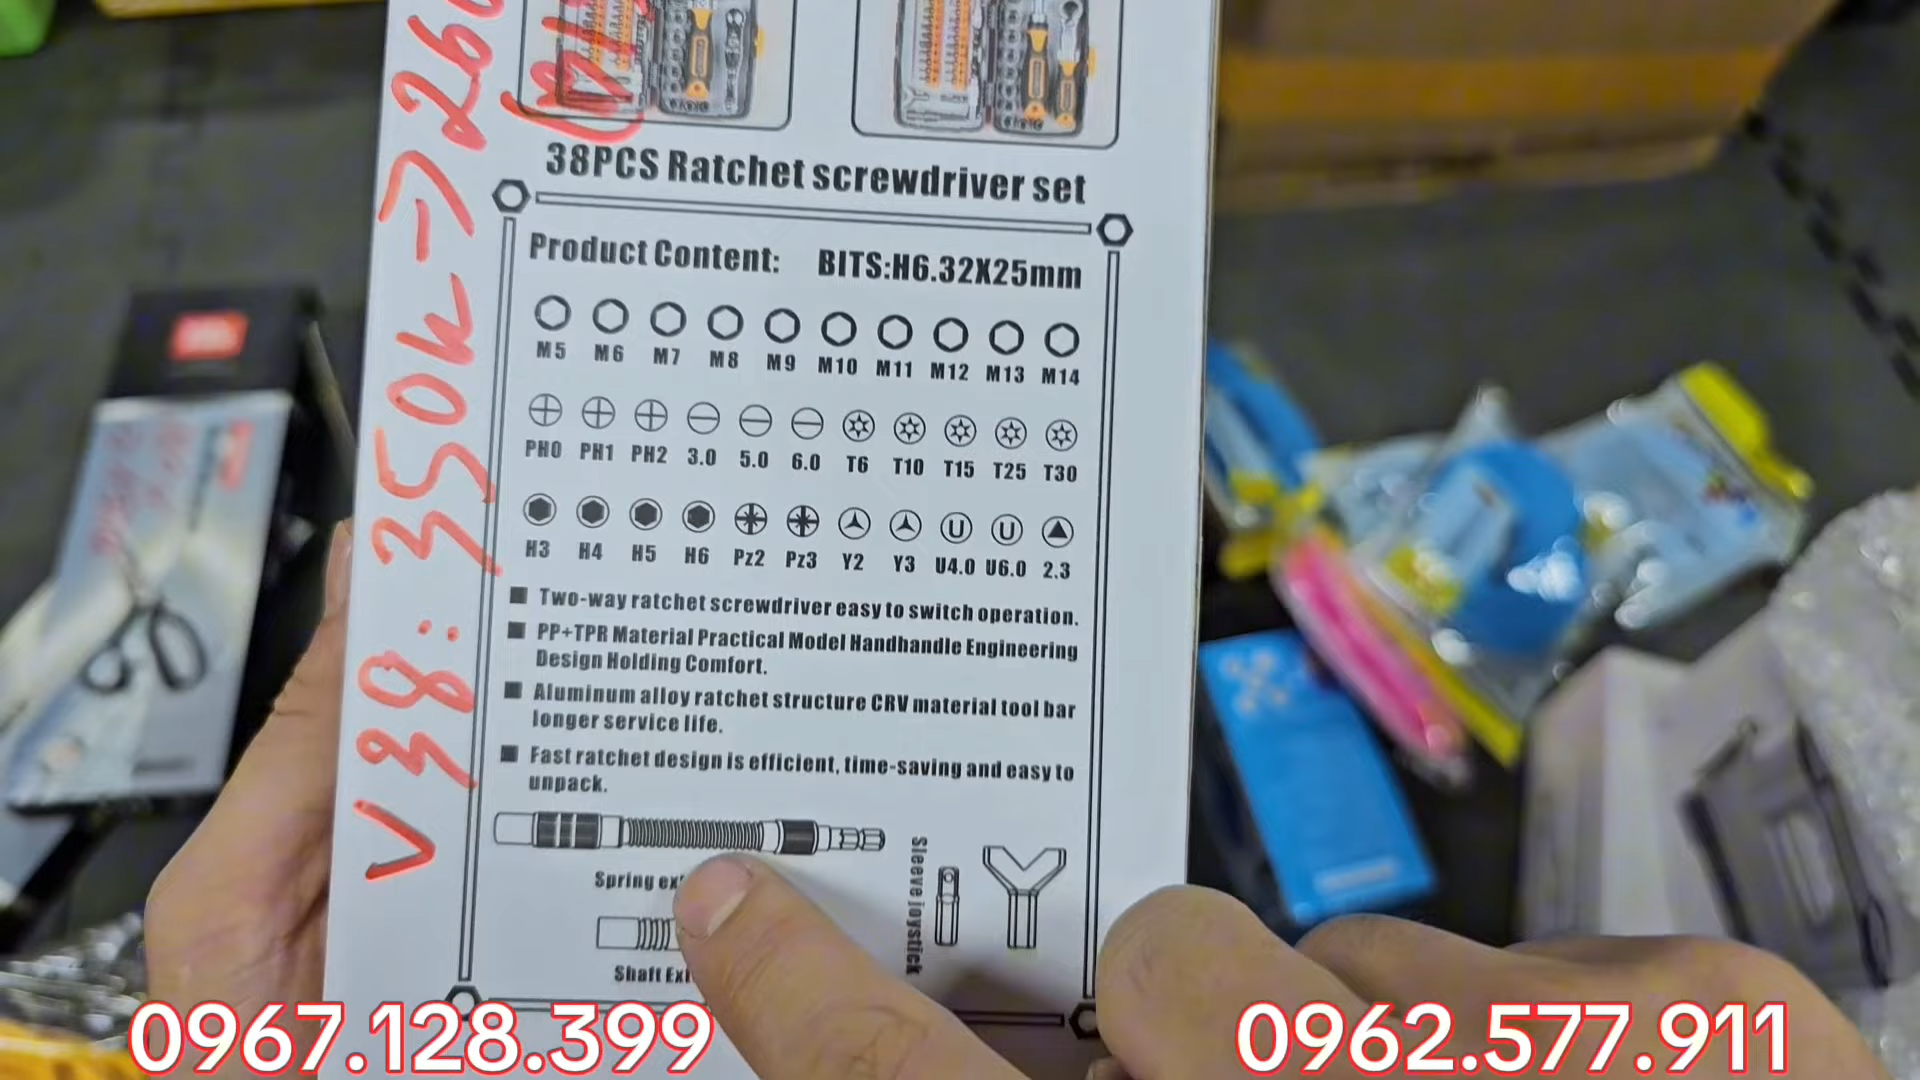 38PCS Ratchet screwdriver set
Product Content: BITS:H6.32X25mm
M5 M6 M7 M8 M9 M10 M11 M12 M13 M14
PH0 PH1 PH2 3.0 5.0 6.0 T6 T10 T15 T25 T30
H3 H4 H5 H6 Pz2 Pz3 Y2 Y3 U4.0 U6.0 2.3
Two-way ratchet screwdriver easy to switch operation.
PP+TPR Material Practical Model Handhandle Engineering
Design Holding Comfort.
Aluminum alloy ratchet structure CRV material tool bar
longer service life.
Fast ratchet design is efficient, time-saving and easy to
unpack.
Spring
Shaft
Sleeve joystick
V38: 350k
0967.128.399
0962.577.911